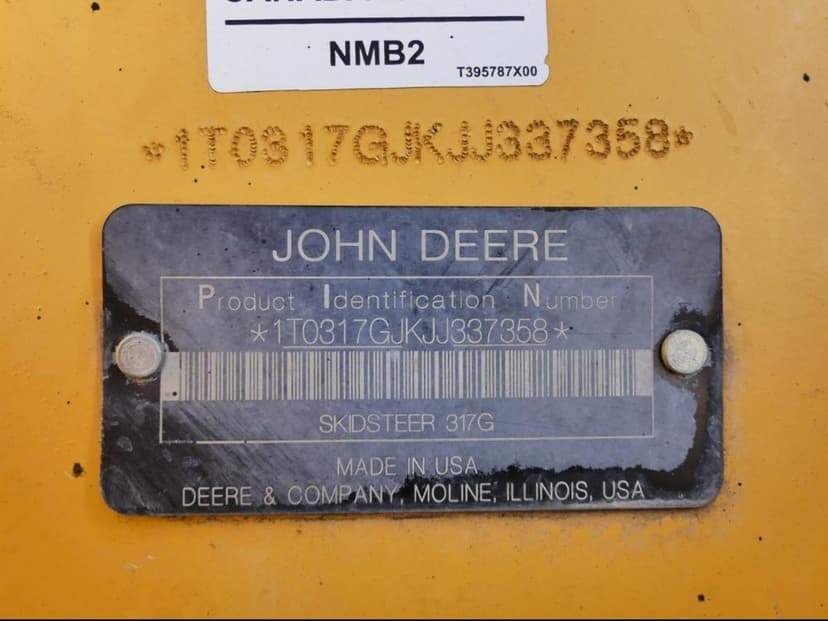 NMB2
T395787X00
*1T0317GJKJJ337358*
JOHN DEERE
Product Identification Number
*1T0317GJKJJ337358*
SKIDSTEER 317G
MADE IN USA
DEERE & COMPANY, MOLINE, ILLINOIS, USA